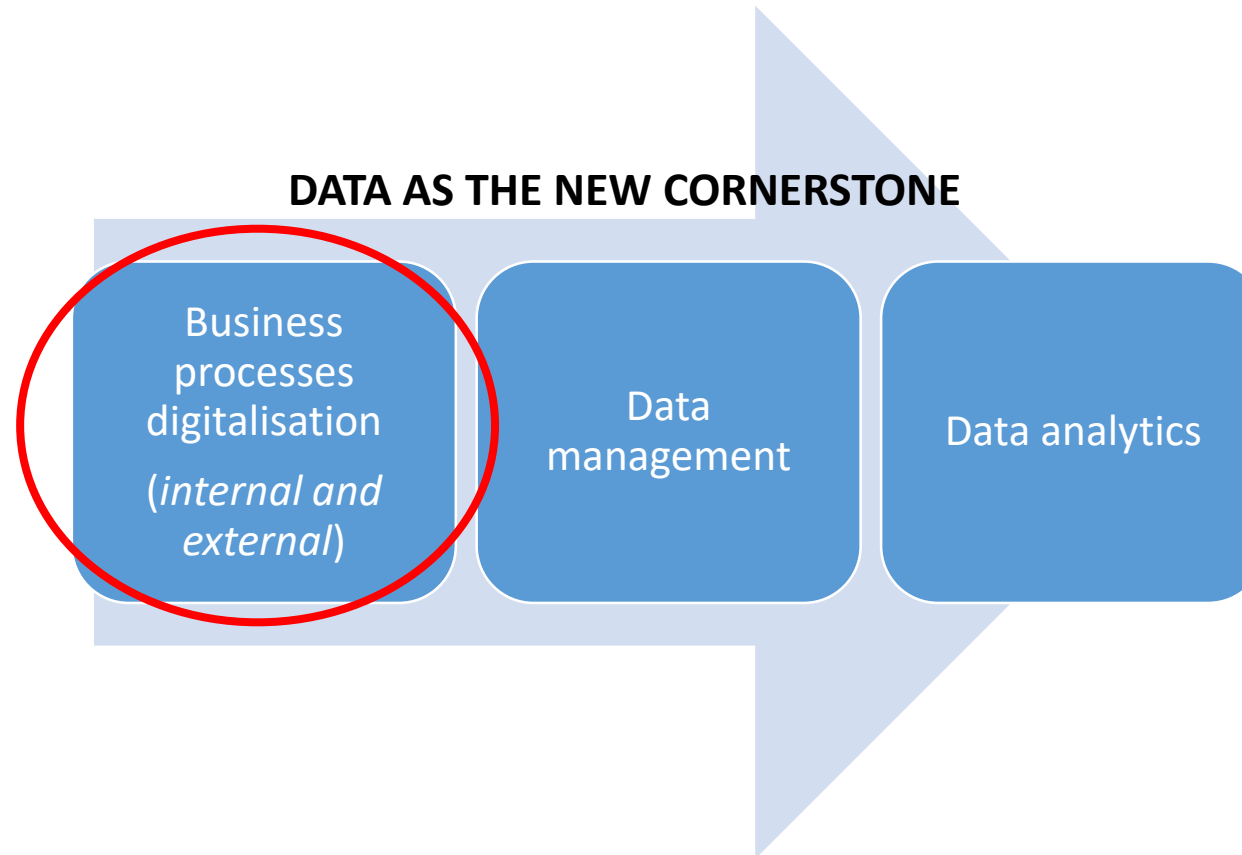 DATA AS THE NEW CORNERSTONE
Business
processes
digitalisation
(internal and
external)
Data
management
Data analytics